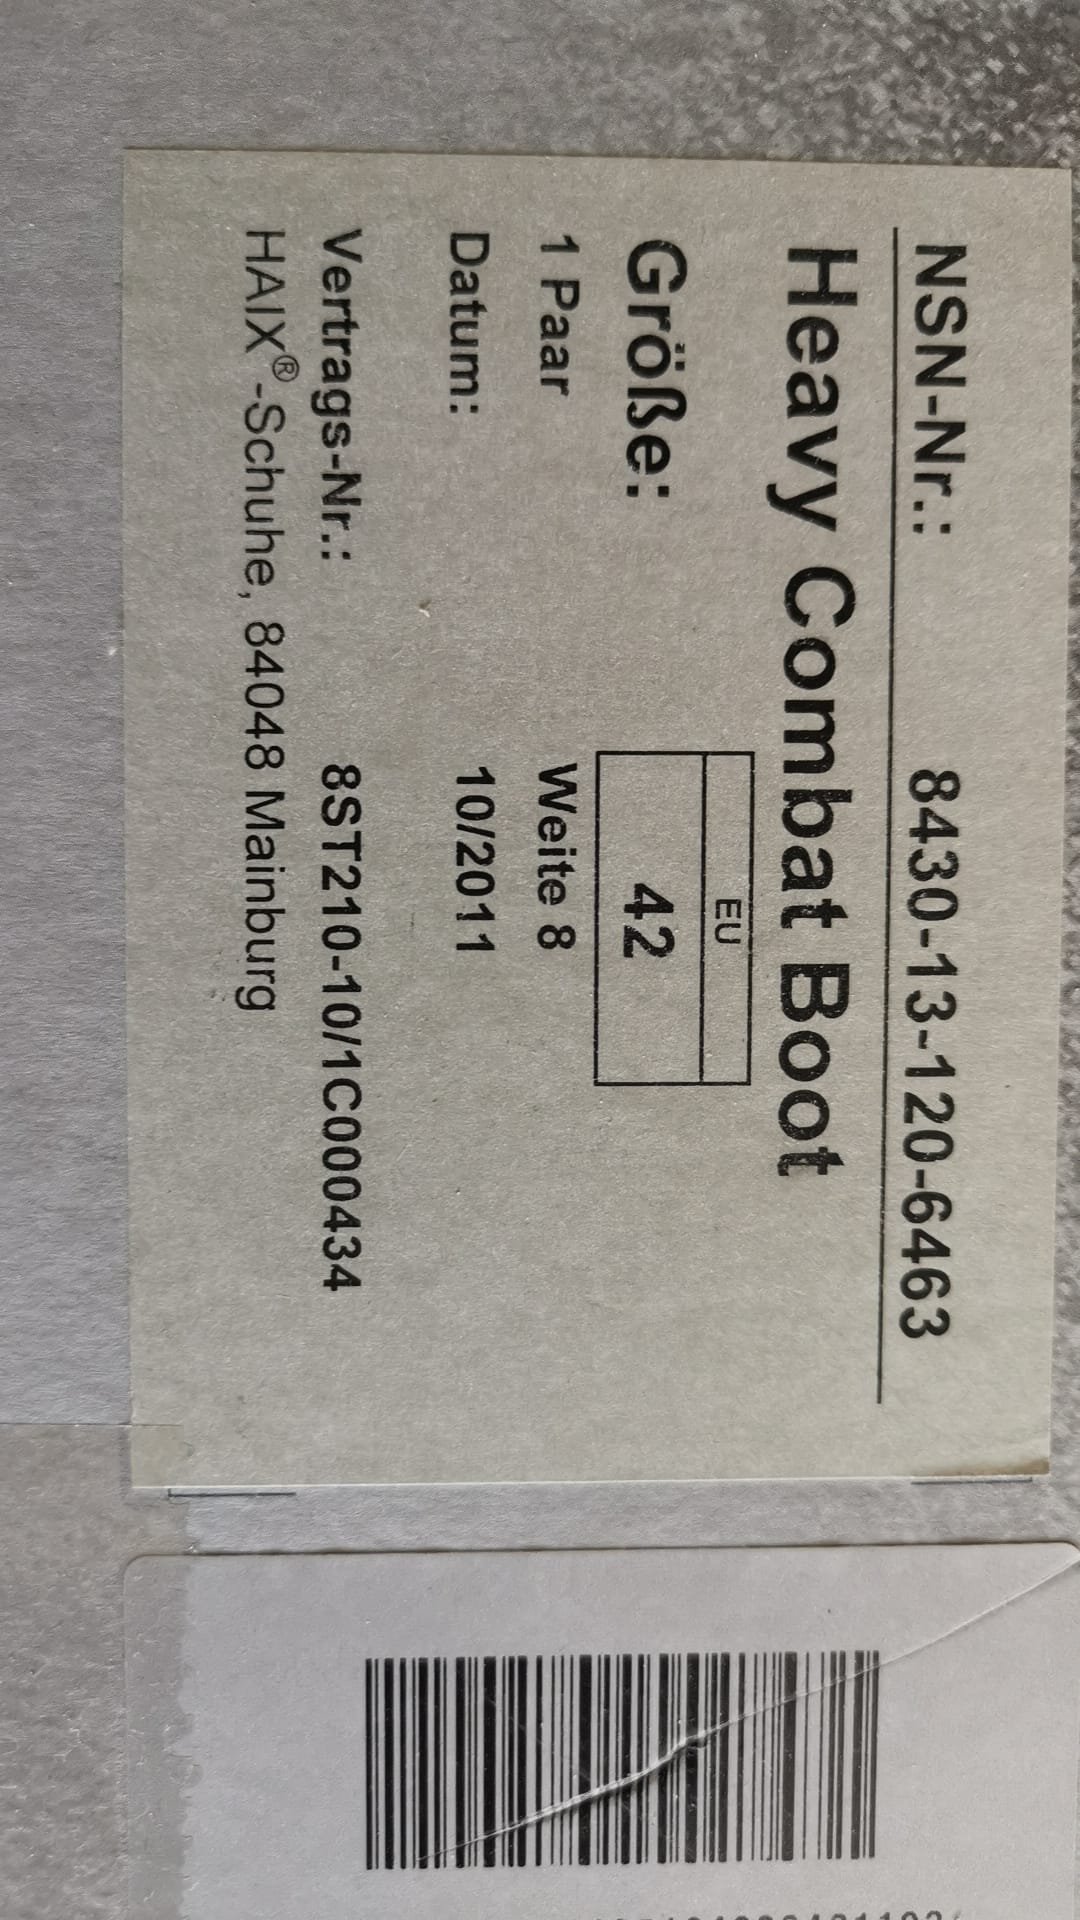 NSN-Nr.: 8430-13-120-6463
Heavy Combat Boot
EU
Größe: 42
1 Paar Weite 8
Datum: 10/2011
Vertrags-Nr.: 8ST210-10/1C000434
HAIX®-Schuhe, 84048 Mainburg